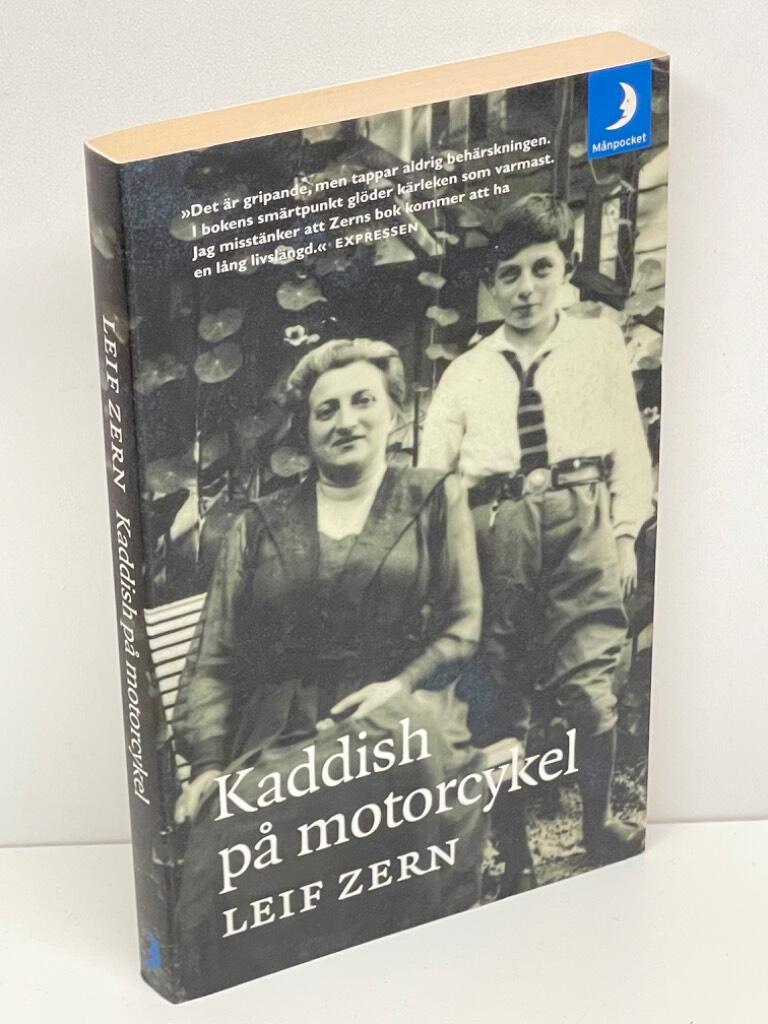 »Det är gripande, men tappar aldrig behärskningen.
I bokens smärtpunkt glöder kärleken som varmast.
Jag misstänker att Zerns bok kommer att ha
en lång livslängd.« EXPRESSEN
Månpocket
Kaddish
på motorcykel
LEIF ZERN
LEIF ZERN Kaddish på motorcykel